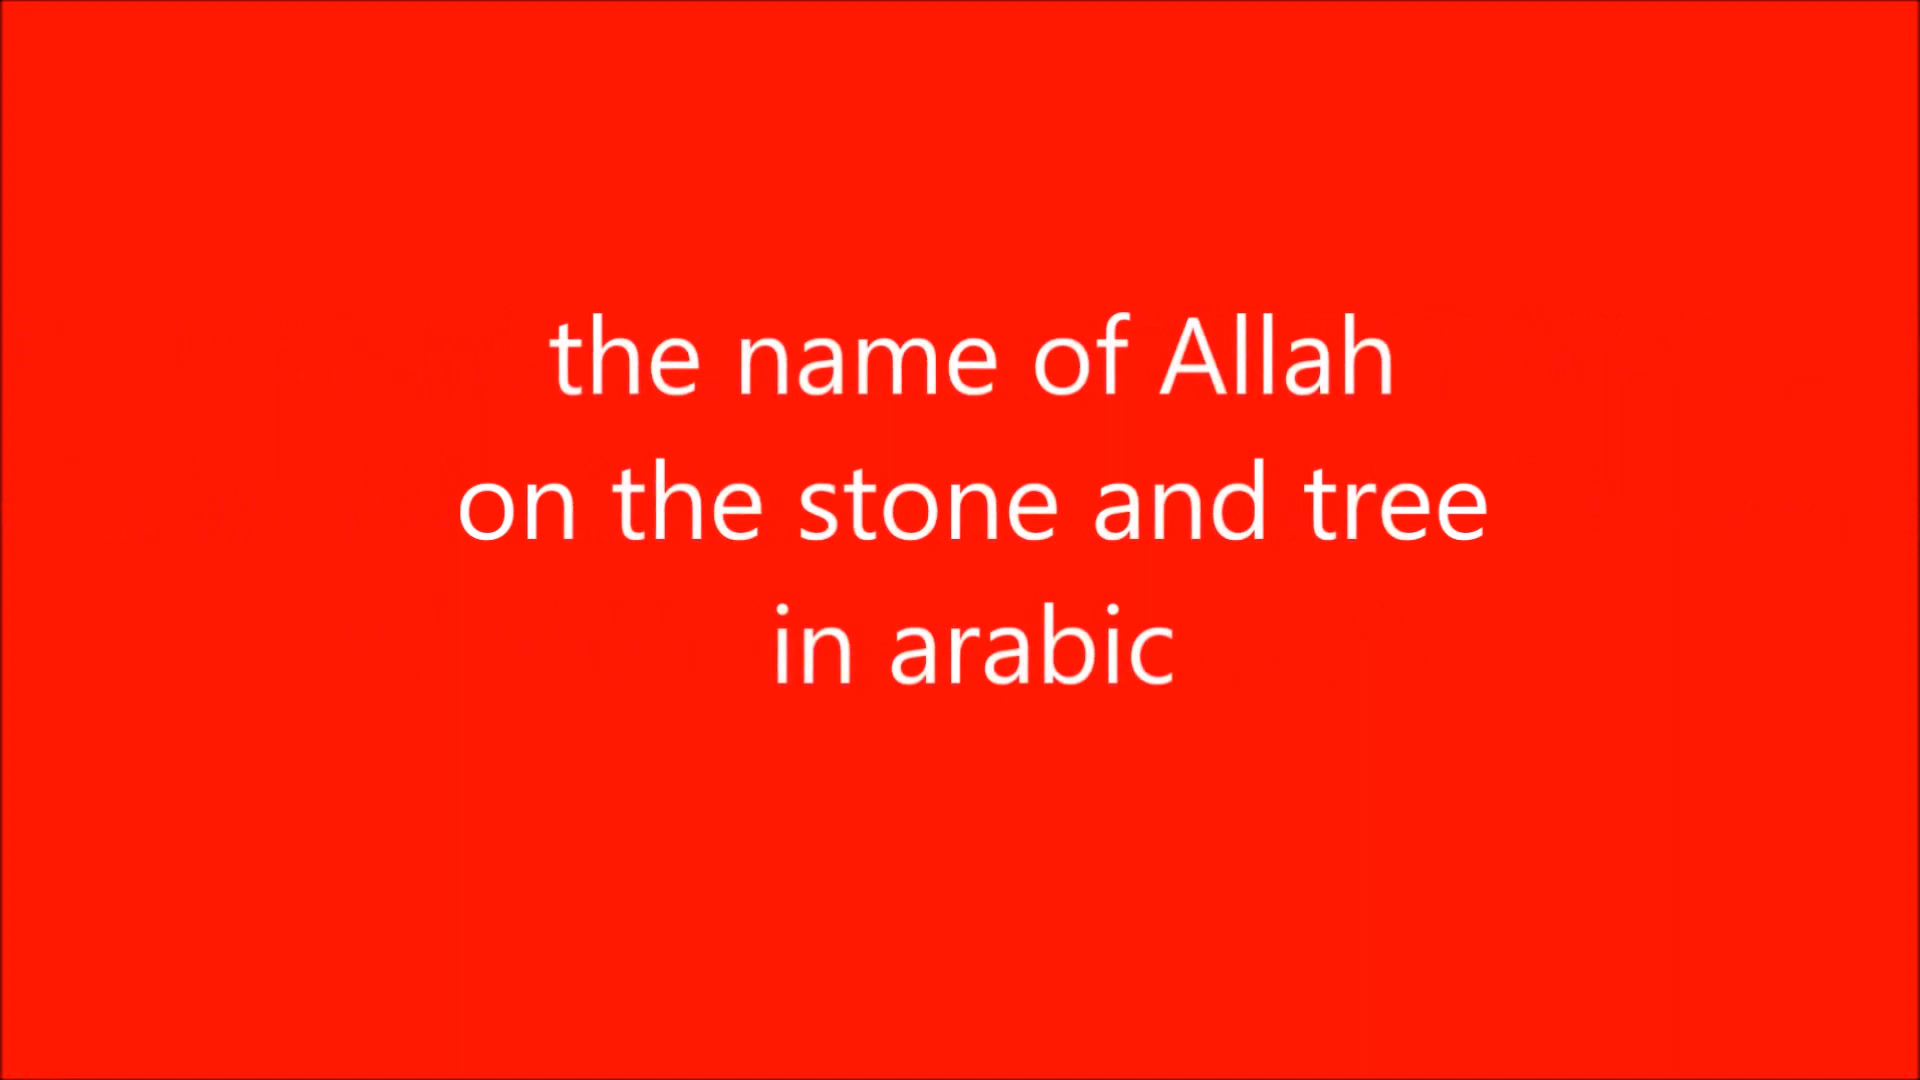 the name of Allah
on the stone and tree
in arabic